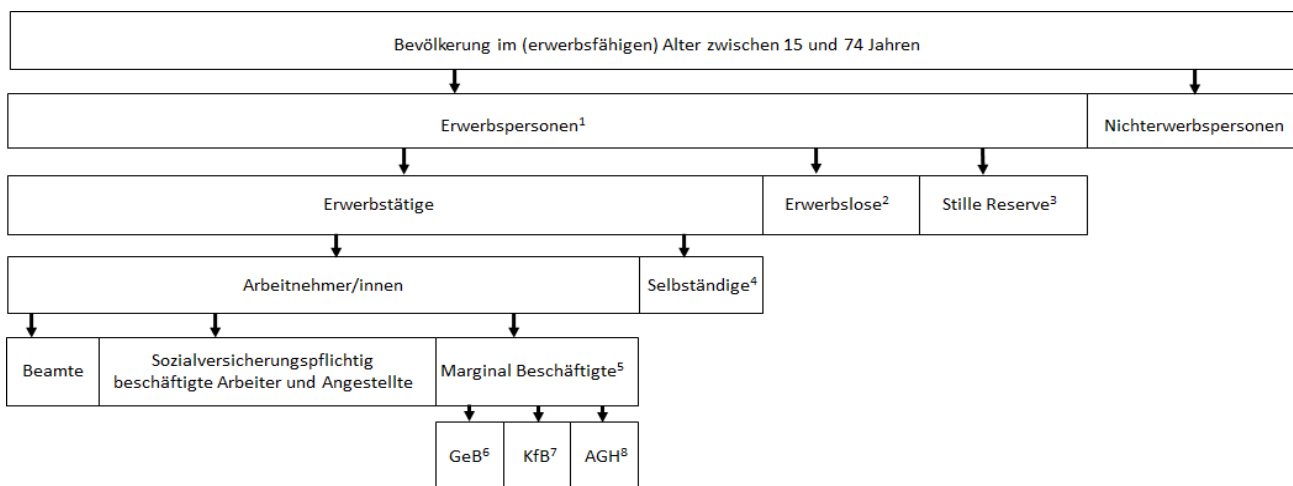 Bevölkerung im (erwerbsfähigen) Alter zwischen 15 und 74 Jahren
Erwerbspersonen¹
Nichterwerbspersonen
Erwerbstätige
Erwerbslose²
Stille Reserve³
Arbeitnehmer/innen
Selbständige⁴
Beamte
Sozialversicherungspflichtig
beschäftigte Arbeiter und Angestellte
Marginal Beschäftigte⁵
GeB⁶
KfB⁷
AGH⁸